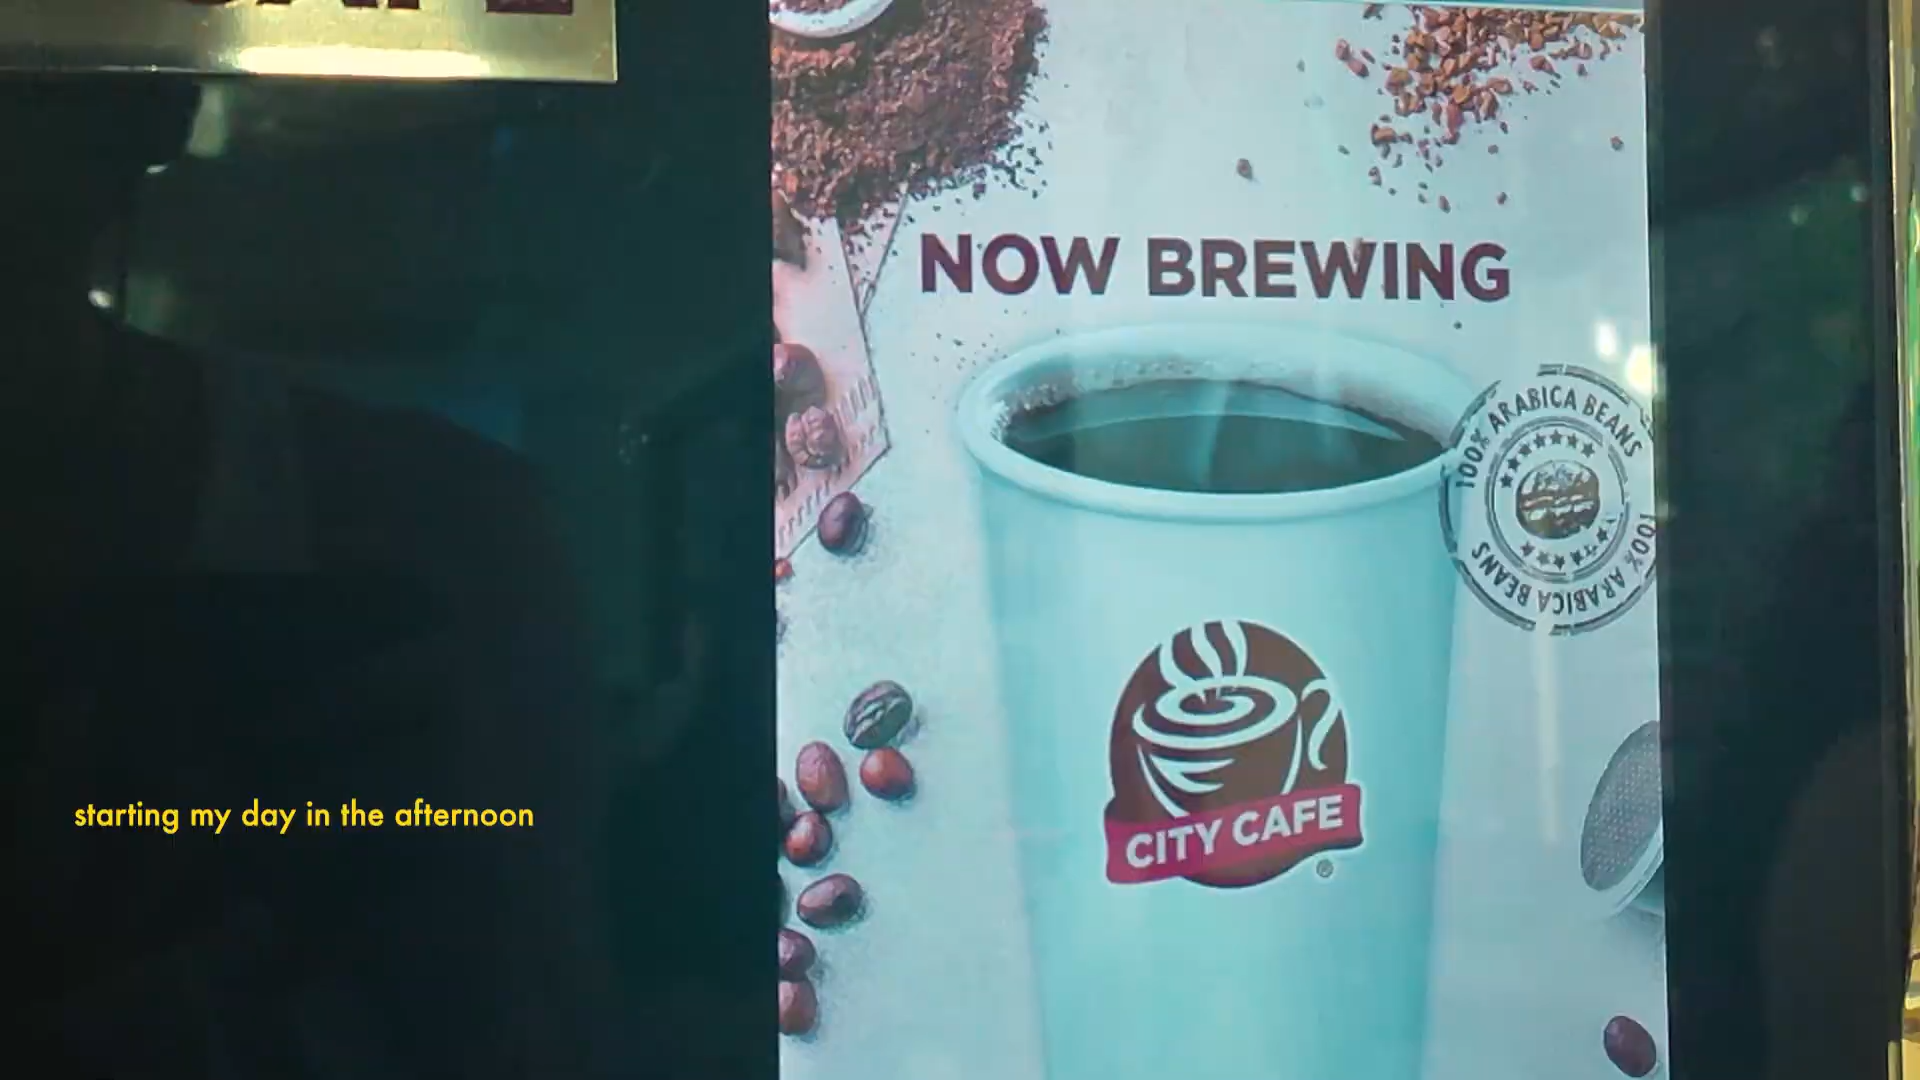 NOW BREWING
100% ARABICA BEANS
100% ARABICA BEANS
CITY CAFE
®
starting my day in the afternoon